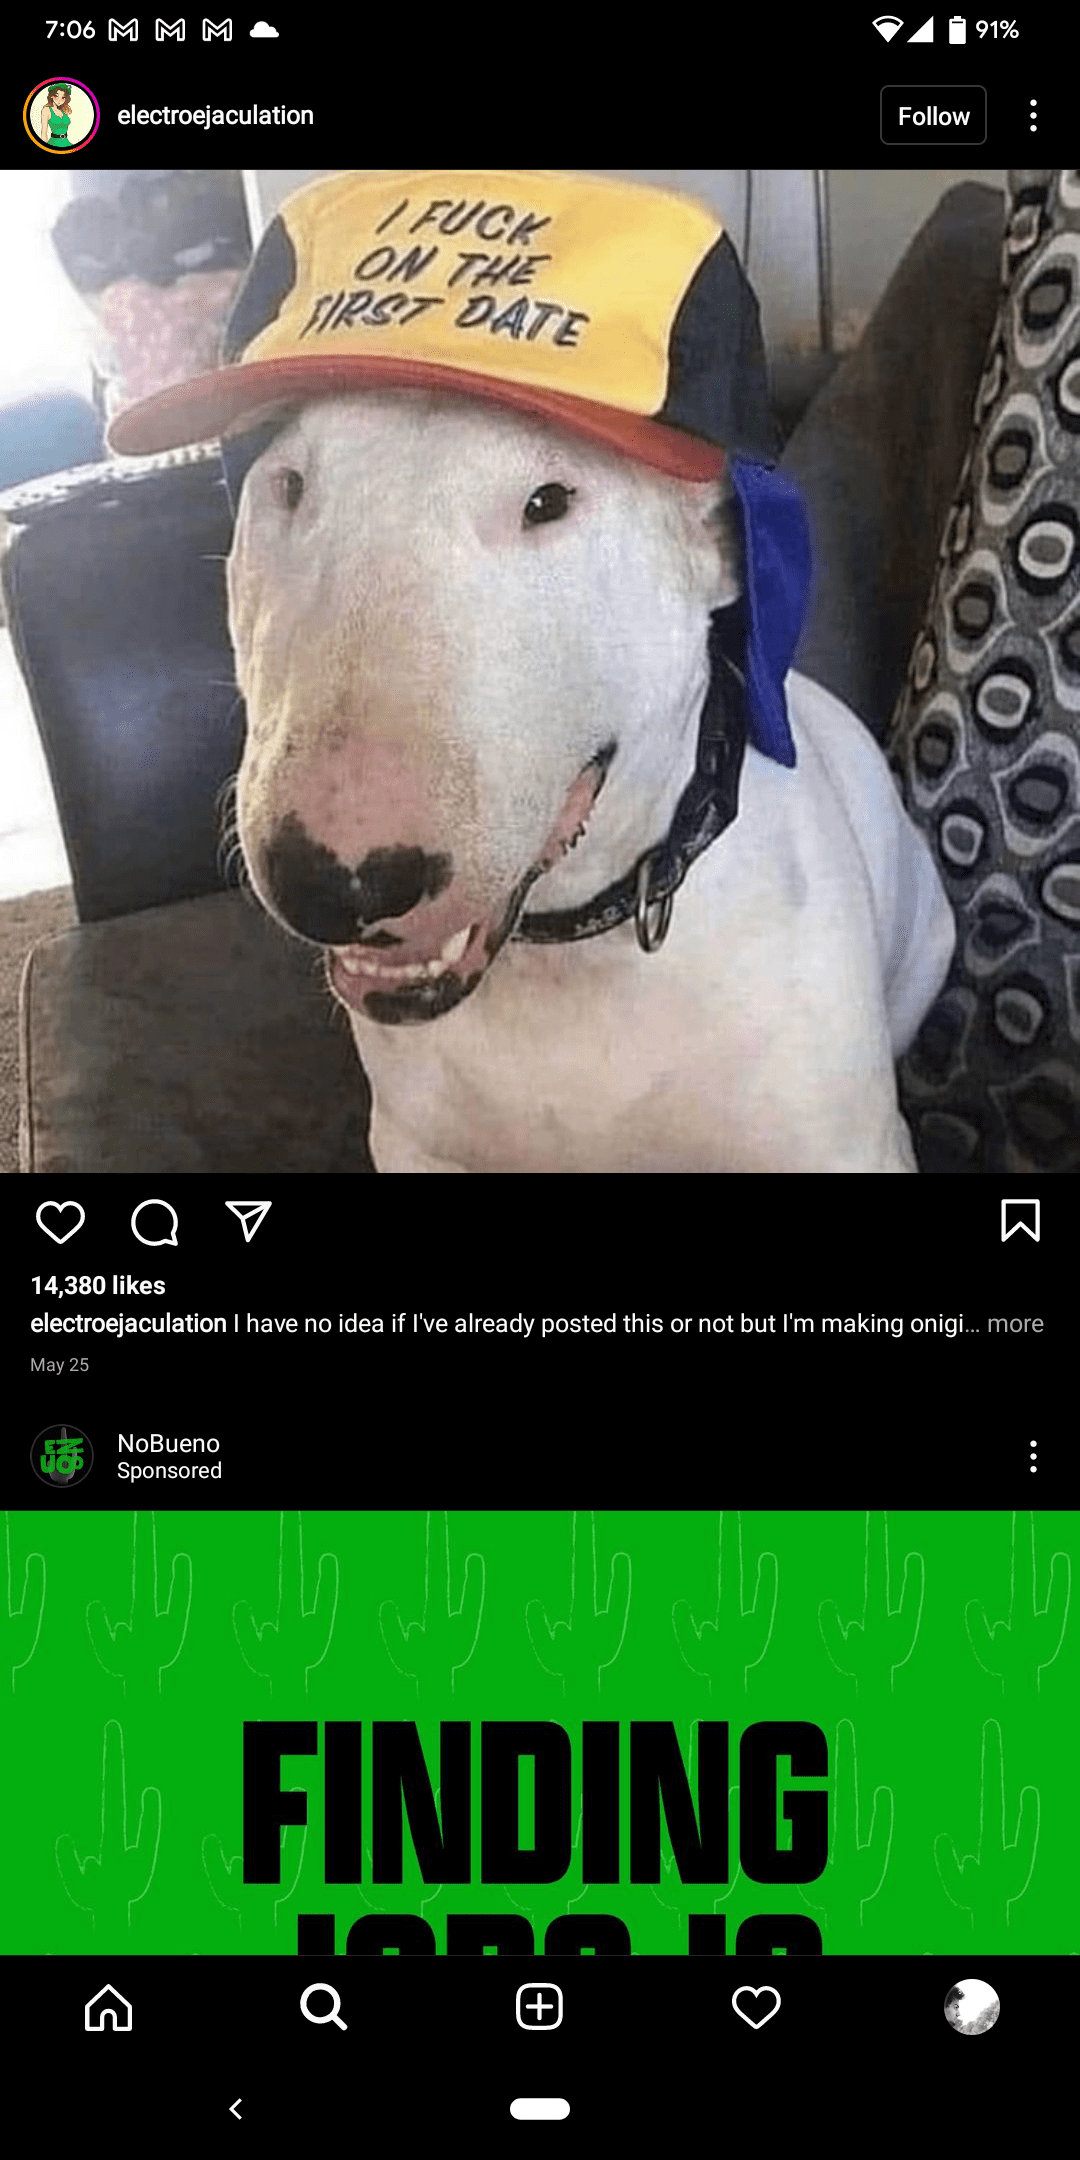 7:06
91%
electroejaculation
Follow
I FUCK
ON THE
FIRST DATE
14,380 likes
electroejaculation I have no idea if I've already posted this or not but I'm making onigi... more
May 25
NoBueno
Sponsored
FINDING